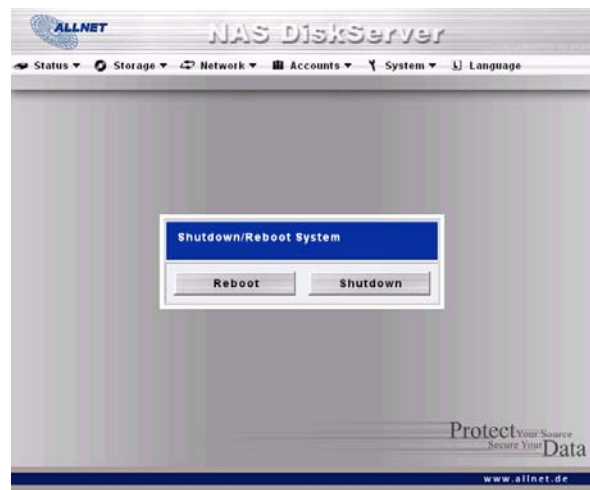 ALLNET
NAS DiskServer
Status Storage Network Accounts System Language
Shutdown/Reboot System
Reboot Shutdown
Protect Your Source
Secure Your Data
www.allnet.de